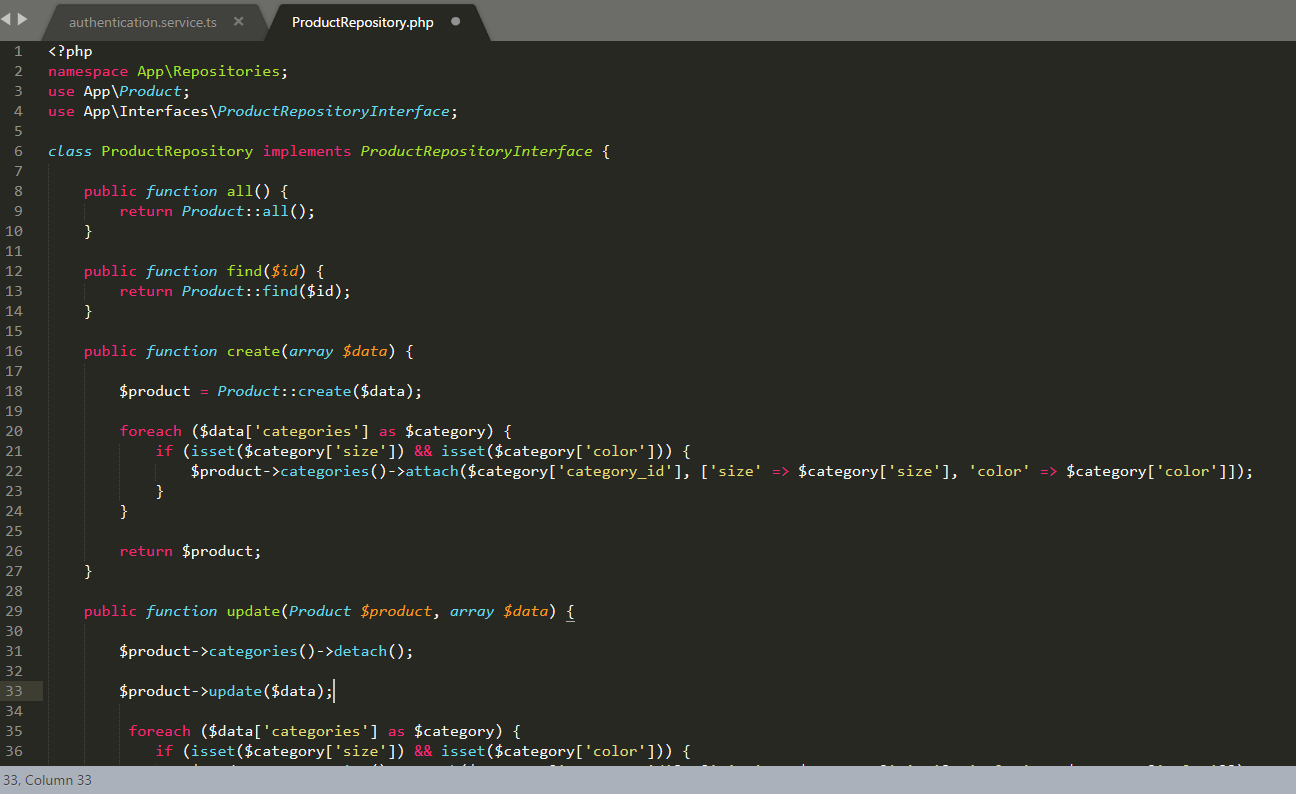 authentication.service.ts ×
ProductRepository.php
1 <?php
2 namespace App\Repositories;
3 use App\Product;
4 use App\Interfaces\ProductRepositoryInterface;
5
6 class ProductRepository implements ProductRepositoryInterface {
7
8 public function all() {
9 return Product::all();
10 }
11
12 public function find($id) {
13 return Product::find($id);
14 }
15
16 public function create(array $data) {
17
18 $product = Product::create($data);
19
20 foreach ($data['categories'] as $category) {
21 if (isset($category['size']) && isset($category['color'])) {
22 $product->categories()->attach($category['category_id'], ['size' => $category['size'], 'color' => $category['color']]);
23 }
24 }
25
26 return $product;
27 }
28
29 public function update(Product $product, array $data) {
30
31 $product->categories()->detach();
32
33 $product->update($data);
34
35 foreach ($data['categories'] as $category) {
36 if (isset($category['size']) && isset($category['color'])) {
33, Column 33